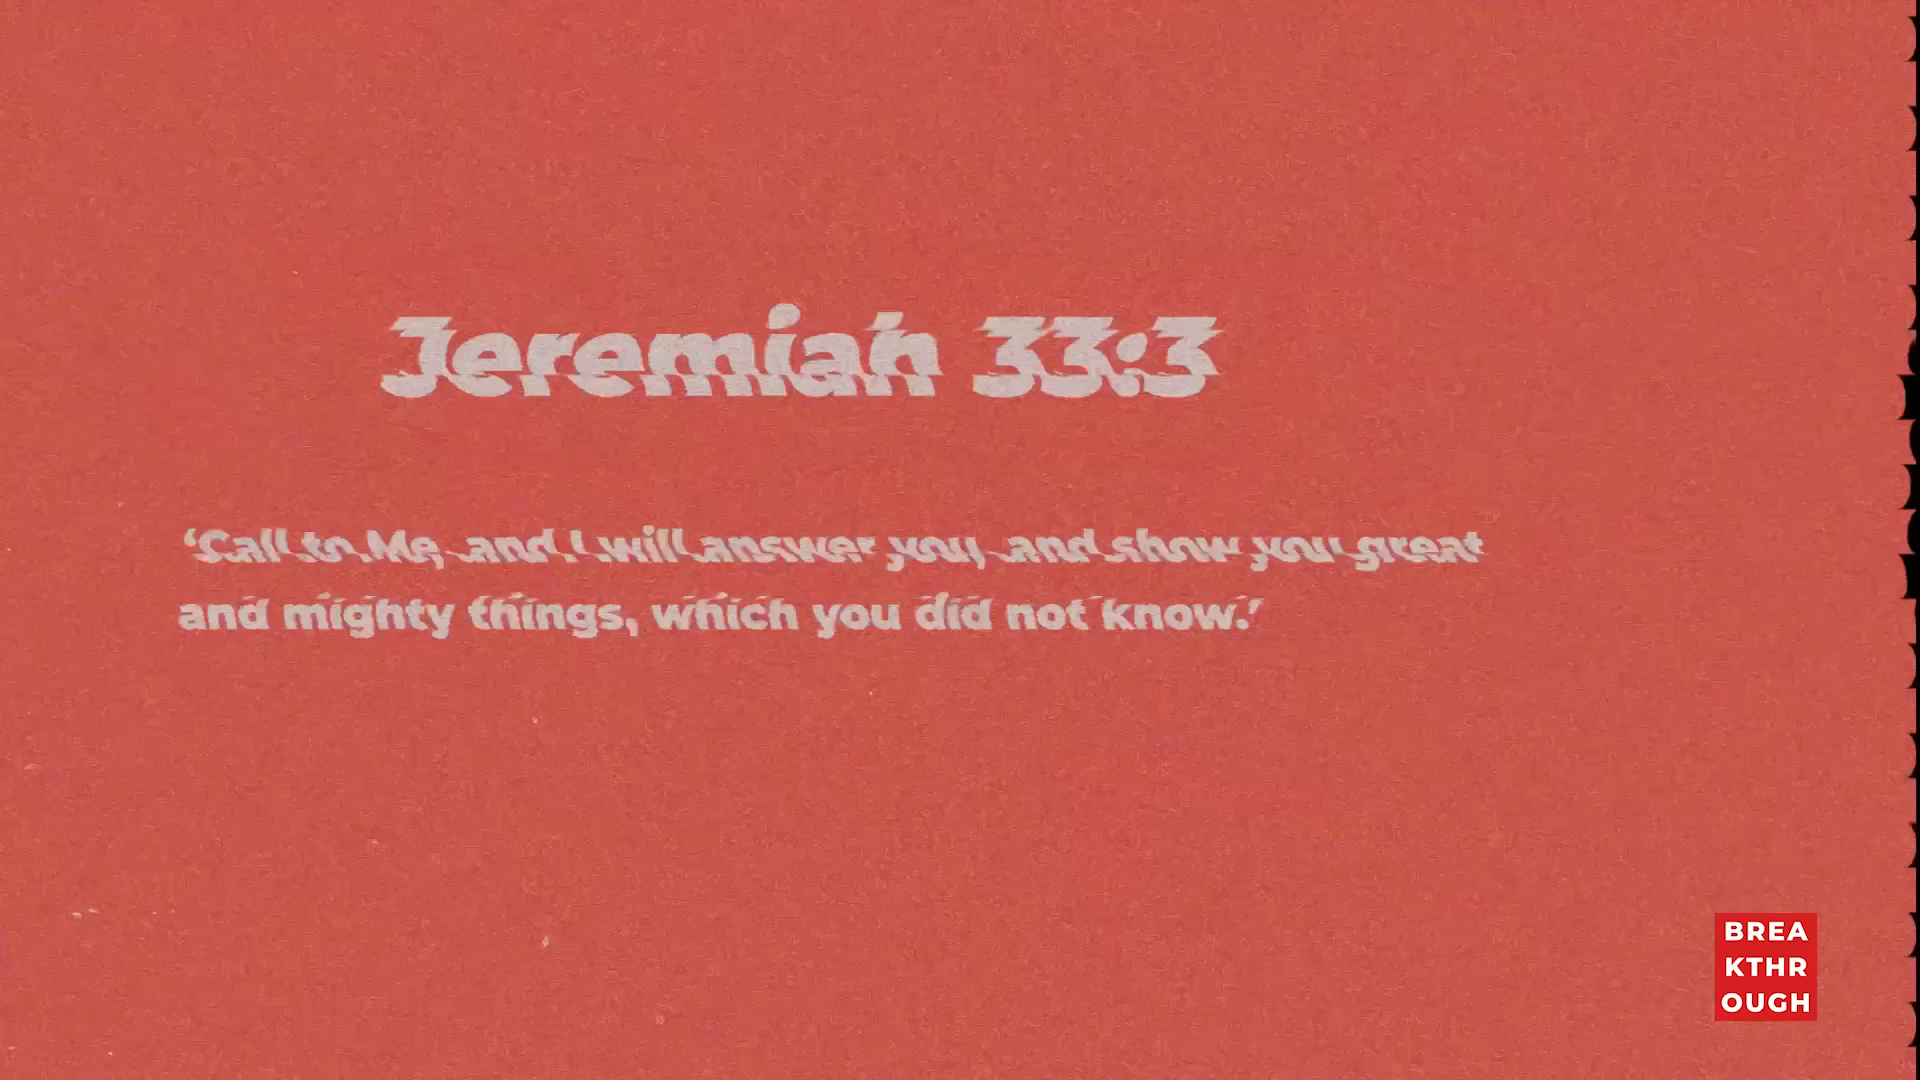 Jeremiah 33:3
‘Call to Me, and I will answer you, and show you great
and mighty things, which you did not know.’
BREA
KTHR
OUGH